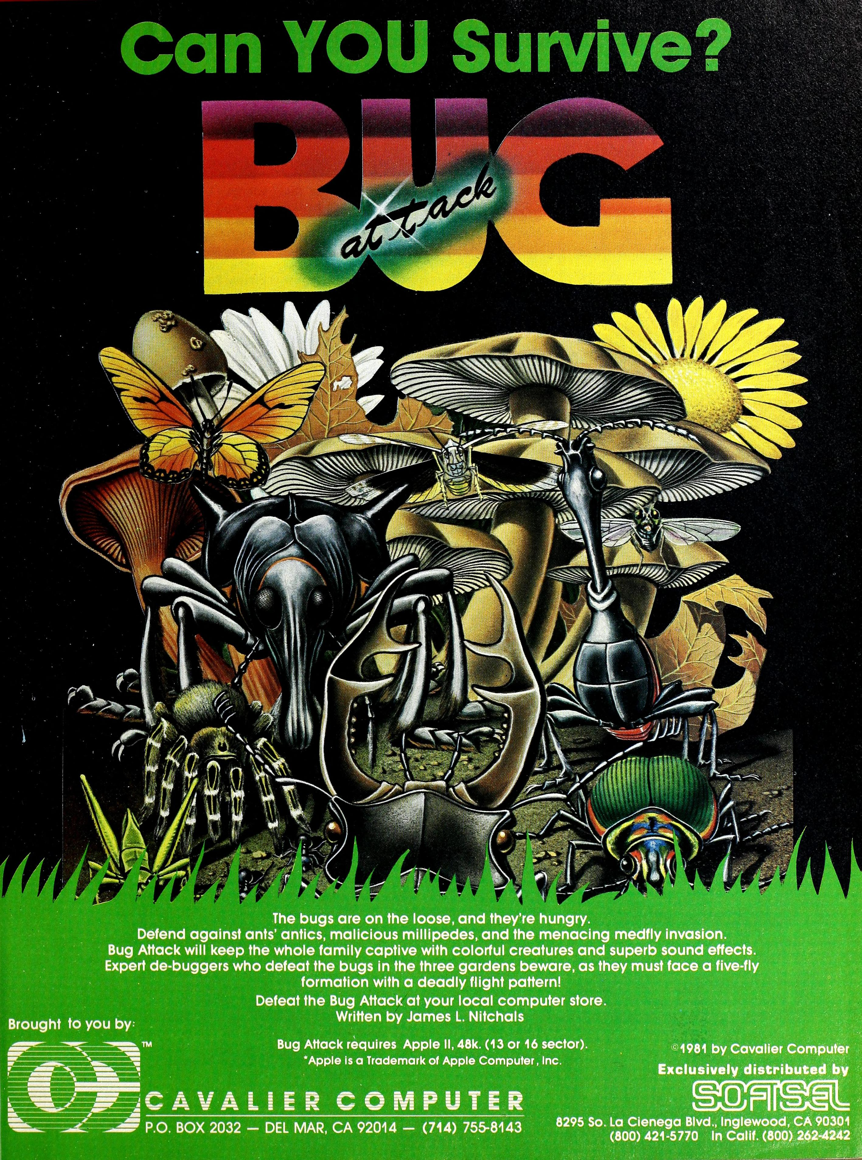 Can YOU Survive?
BUG
attack
The bugs are on the loose, and they're hungry.
Defend against ants' antics, malicious millipedes, and the menacing medfly invasion.
Bug Attack will keep the whole family captive with colorful creatures and superb sound effects.
Expert de-buggers who defeat the bugs in the three gardens beware, as they must face a five-fly
formation with a deadly flight pattern!
Defeat the Bug Attack at your local computer store.
Written by James L. Nitchals
Brought to you by:
TM
CAVALIER COMPUTER
P.O. BOX 2032 — DEL MAR, CA 92014 — (714) 755-8143
Bug Attack requires Apple II, 48k. (13 or 16 sector).
*Apple is a Trademark of Apple Computer, Inc.
©1981 by Cavalier Computer
Exclusively distributed by
SOFTSEL
8295 So. La Cienega Blvd., Inglewood, CA 90301
(800) 421-5770 In Calif. (800) 262-4242